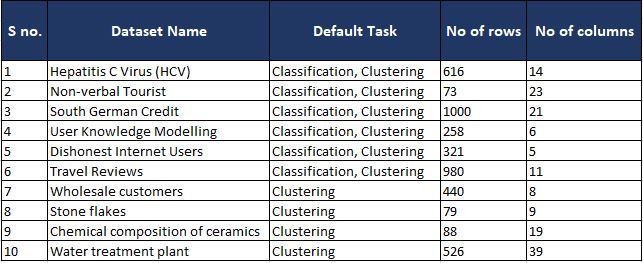 S no. Dataset Name Default Task No of rows No of columns
1 Hepatitis C Virus (HCV) Classification, Clustering 616 14
2 Non-verbal Tourist Classification, Clustering 73 23
3 South German Credit Classification, Clustering 1000 21
4 User Knowledge Modelling Classification, Clustering 258 6
5 Dishonest Internet Users Classification, Clustering 321 5
6 Travel Reviews Classification, Clustering 980 11
7 Wholesale customers Clustering 440 8
8 Stone flakes Clustering 79 9
9 Chemical composition of ceramics Clustering 88 19
10 Water treatment plant Clustering 526 39